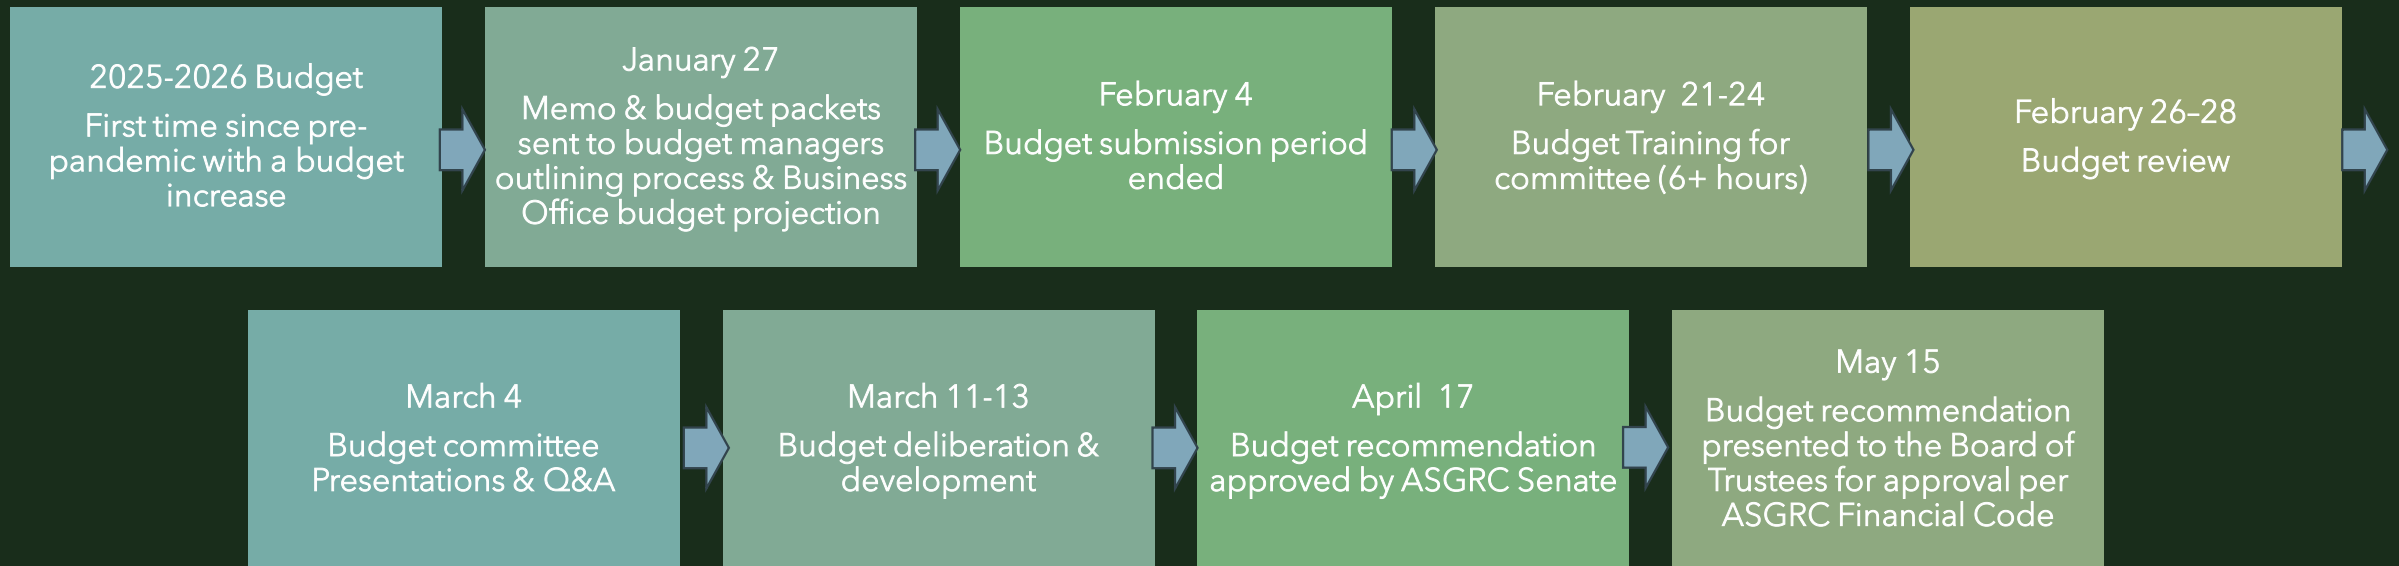 2025-2026 Budget
First time since pre-
pandemic with a budget
increase
January 27
Memo & budget packets
sent to budget managers
outlining process & Business
Office budget projection
February 4
Budget submission period
ended
February  21-24
Budget Training for
committee (6+ hours)
February 26–28
Budget review
March 4
Budget committee
Presentations & Q&A
March 11-13
Budget deliberation &
development
April  17
Budget recommendation
approved by ASGRC Senate
May 15
Budget recommendation
presented to the Board of
Trustees for approval per
ASGRC Financial Code